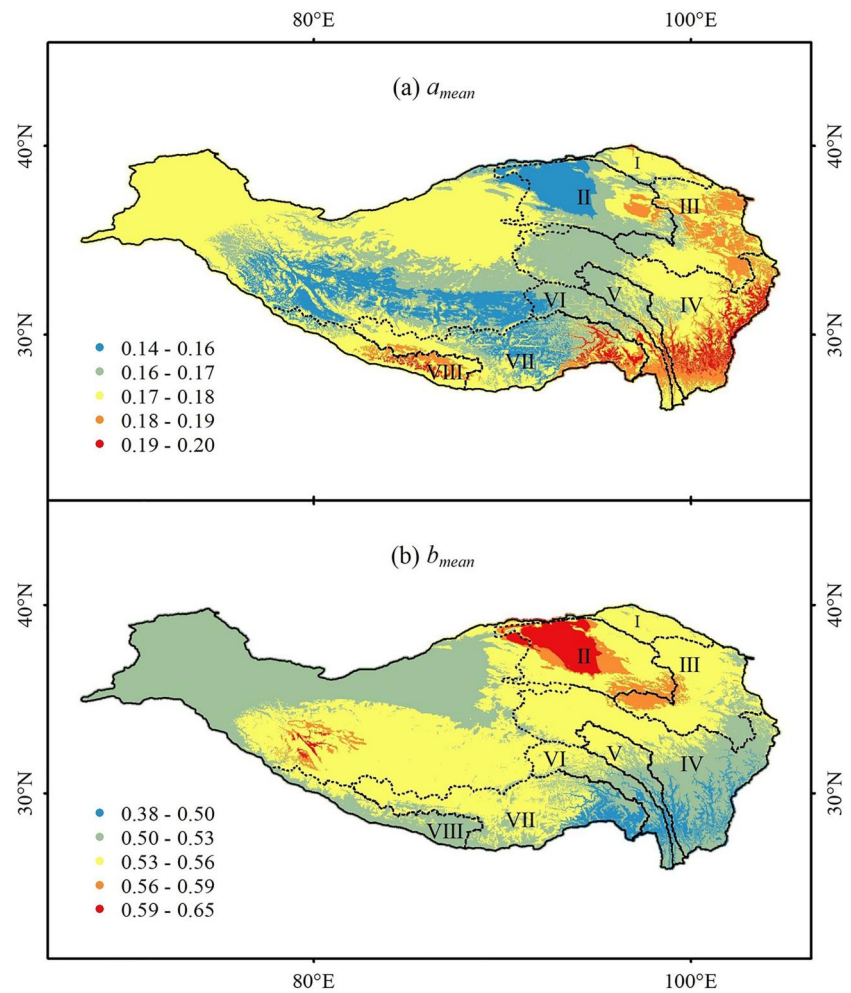 80°E 100°E
(a) a_mean
40°N 40°N
I
II III
VI V IV
30°N 30°N
VII
VIII
0.14 - 0.16
0.16 - 0.17
0.17 - 0.18
0.18 - 0.19
0.19 - 0.20
(b) b_mean
40°N 40°N
I
II III
VI V IV
30°N 30°N
VIII VII
0.38 - 0.50
0.50 - 0.53
0.53 - 0.56
0.56 - 0.59
0.59 - 0.65
80°E 100°E